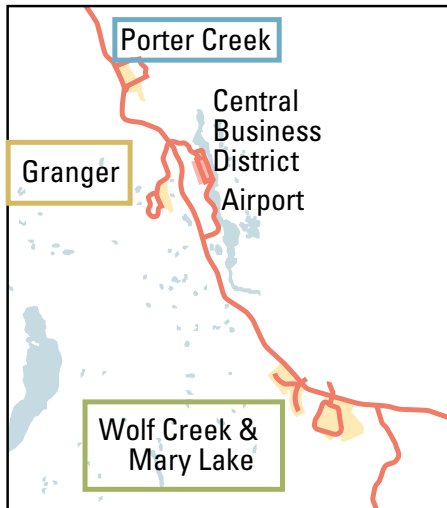 Porter Creek
Central
Business
District
Granger
Airport
Wolf Creek &
Mary Lake